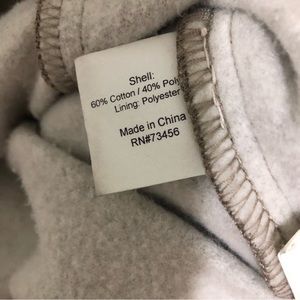 Shell:
60% Cotton / 40% Poly
Lining: Polyester
Made in China
RN#73456